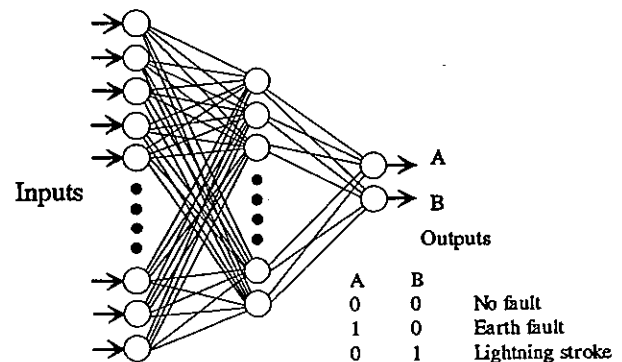 A
Inputs
B
Outputs
A B
0 0 No fault
1 0 Earth fault
0 1 Lightning stroke